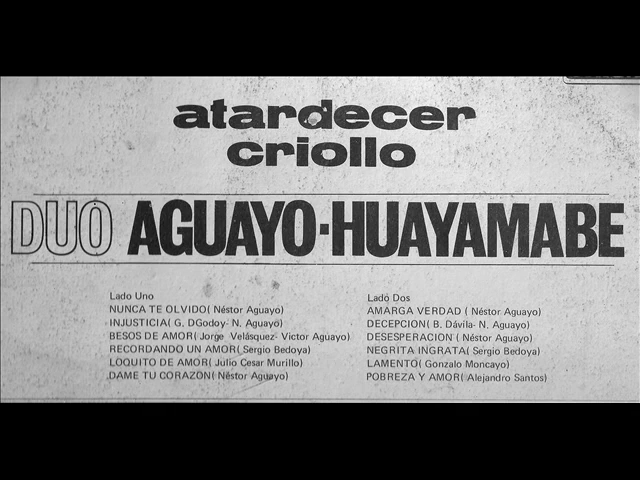 atardecer
criollo
DUO AGUAYO-HUAYAMABE
Lado Uno
NUNCA TE OLVIDO( Néstor Aguayo)
INJUSTICIA( G, DGodoy- N. Aguayo)
BESOS DE AMOR( Jorge Velásquez- Victor Aguayo)
RECORDANDO UN AMOR( Sergio Bedoya)
LOQUITO DE AMOR( Julio Cesar Murillo)
DAME TU CORAZON( Néstor Aguayo)
Lado Dos
AMARGA VERDAD ( Néstor Aguayo)
DECEPCION( B. Dávila- N. Aguayo)
DESESPERACION ( Néstor Aguayo)
NEGRITA INGRATA( Sergio Bedoya)
LAMENTO( Gonzalo Moncayo)
POBREZA Y AMOR( Alejandro Santos)